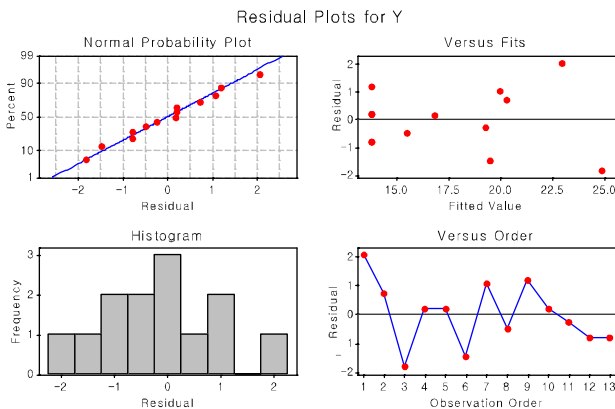 Residual Plots for Y
Normal Probability Plot
Percent
99
90
50
10
1
-2
-1
0
1
2
Residual
Versus Fits
Residual
2
1
0
-1
-2
15.0
17.5
20.0
22.5
25.0
Fitted Value
Histogram
Frequency
3
2
1
0
-2
-1
0
1
2
Residual
Versus Order
Residual
2
1
0
-1
-2
1 2 3 4 5 6 7 8 9 10 11 12 13
Observation Order